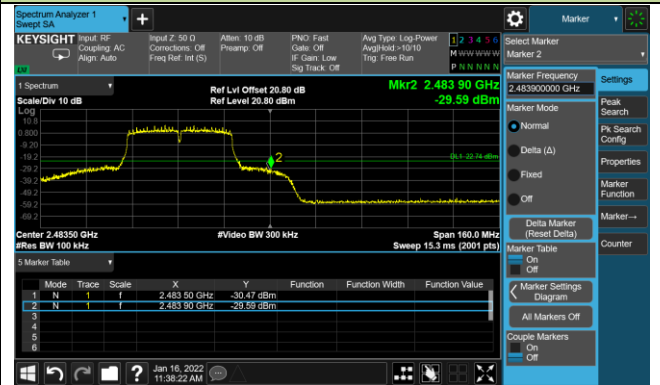 Spectrum Analyzer 1
Swept SA
Marker
KEYSIGHT
Input: RF
Coupling: AC
Align: Auto
Input Z: 50 Ω
Corrections: Off
Freq Ref: Int (S)
Atten: 10 dB
Preamp: Off
PNO: Fast
Gate: Off
IF Gain: Low
Sig Track: Off
Avg Type: Log-Power
Avg|Hold:>10/10
Trig: Free Run
1 2 3 4 5 6
M W W W W W
P N N N N N
LXI
Select Marker
Marker 2
1 Spectrum
Scale/Div 10 dB
Ref Lvl Offset 20.80 dB
Ref Level 20.80 dBm
Mkr2 2.483 90 GHz
-29.59 dBm
Log
10.8
0.800
-9.20
-19.2
-29.2
-39.2
-49.2
-59.2
-69.2
2
DL1 -22.74 dBm
Center 2.48350 GHz
#Res BW 100 kHz
#Video BW 300 kHz
Span 160.0 MHz
Sweep 15.3 ms (2001 pts)
5 Marker Table
Mode Trace Scale X Y Function Function Width Function Value
1 N 1 f 2.483 50 GHz -30.47 dBm
2 N 1 f 2.483 90 GHz -29.59 dBm
3
4
5
6
Marker Frequency
2.483900000 GHz
Marker Mode
Normal
Delta (Δ)
Fixed
Off
Delta Marker
(Reset Delta)
Marker Table
On
Off
Marker Settings
Diagram
All Markers Off
Couple Markers
On
Off
Settings
Peak
Search
Pk Search
Config
Properties
Marker
Function
Marker→
Counter
?
Jan 16, 2022
11:38:22 AM